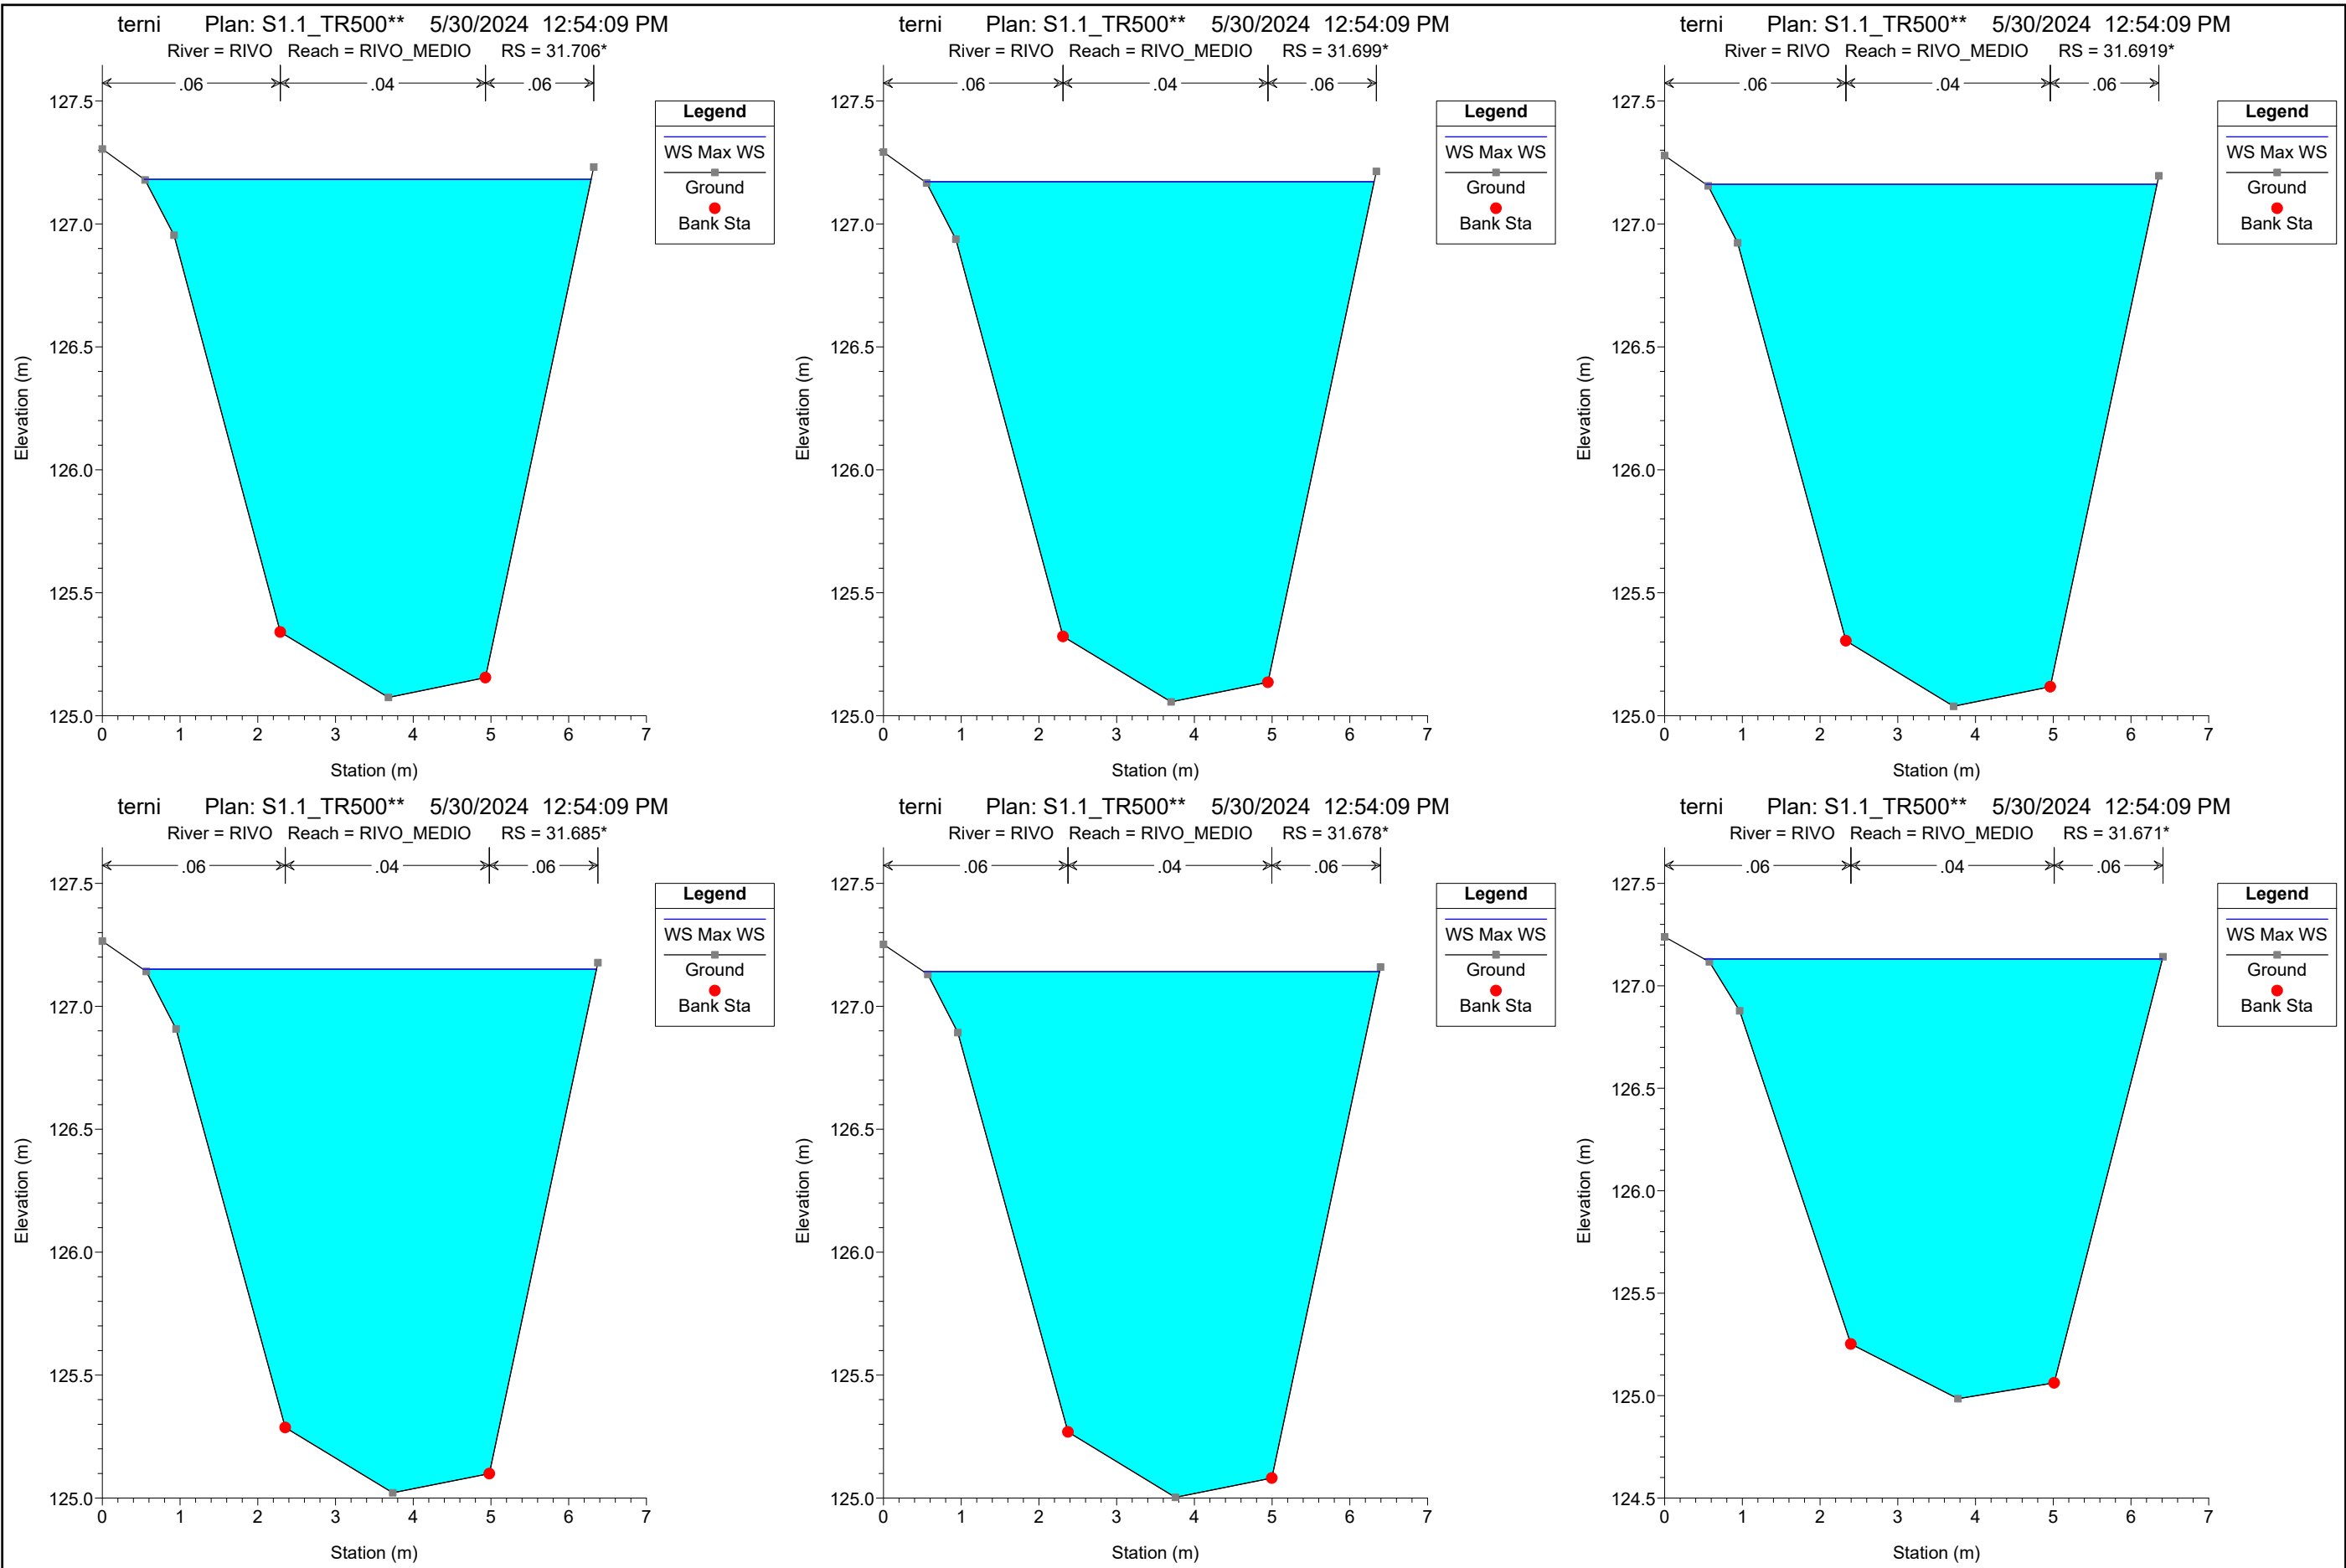 terni Plan: S1.1_TR500** 5/30/2024 12:54:09 PM
River = RIVO Reach = RIVO_MEDIO RS = 31.706*
.06 .04 .06
127.5
127.0
126.5
126.0
125.5
125.0
0 1 2 3 4 5 6 7
Station (m)
Elevation (m)
Legend
WS Max WS
Ground
Bank Sta
terni Plan: S1.1_TR500** 5/30/2024 12:54:09 PM
River = RIVO Reach = RIVO_MEDIO RS = 31.699*
.06 .04 .06
127.5
127.0
126.5
126.0
125.5
125.0
0 1 2 3 4 5 6 7
Station (m)
Elevation (m)
Legend
WS Max WS
Ground
Bank Sta
terni Plan: S1.1_TR500** 5/30/2024 12:54:09 PM
River = RIVO Reach = RIVO_MEDIO RS = 31.6919*
.06 .04 .06
127.5
127.0
126.5
126.0
125.5
125.0
0 1 2 3 4 5 6 7
Station (m)
Elevation (m)
Legend
WS Max WS
Ground
Bank Sta
terni Plan: S1.1_TR500** 5/30/2024 12:54:09 PM
River = RIVO Reach = RIVO_MEDIO RS = 31.685*
.06 .04 .06
127.5
127.0
126.5
126.0
125.5
125.0
0 1 2 3 4 5 6 7
Station (m)
Elevation (m)
Legend
WS Max WS
Ground
Bank Sta
terni Plan: S1.1_TR500** 5/30/2024 12:54:09 PM
River = RIVO Reach = RIVO_MEDIO RS = 31.678*
.06 .04 .06
127.5
127.0
126.5
126.0
125.5
125.0
0 1 2 3 4 5 6 7
Station (m)
Elevation (m)
Legend
WS Max WS
Ground
Bank Sta
terni Plan: S1.1_TR500** 5/30/2024 12:54:09 PM
River = RIVO Reach = RIVO_MEDIO RS = 31.671*
.06 .04 .06
127.5
127.0
126.5
126.0
125.5
125.0
124.5
0 1 2 3 4 5 6 7
Station (m)
Elevation (m)
Legend
WS Max WS
Ground
Bank Sta